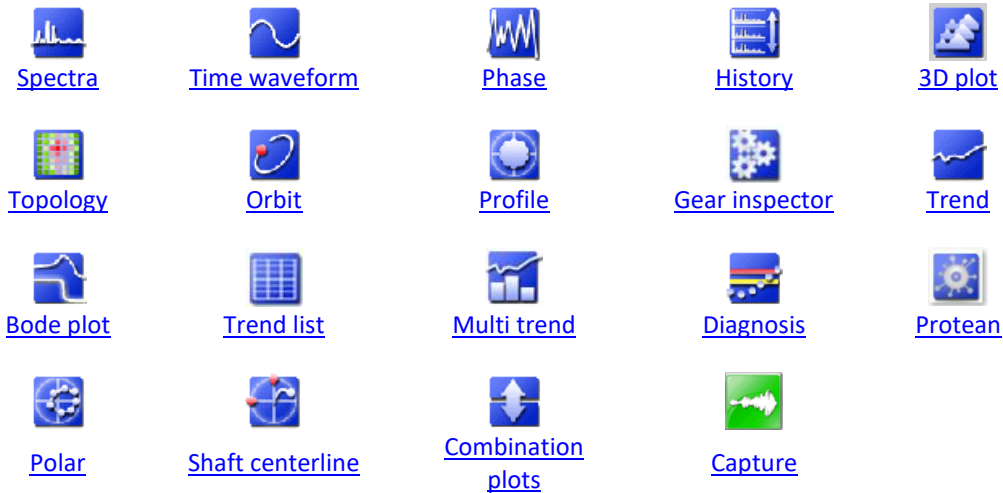 Spectra
Time waveform
Phase
History
3D plot
Topology
Orbit
Profile
Gear inspector
Trend
Bode plot
Trend list
Multi trend
Diagnosis
Protean
Polar
Shaft centerline
Combination
plots
Capture